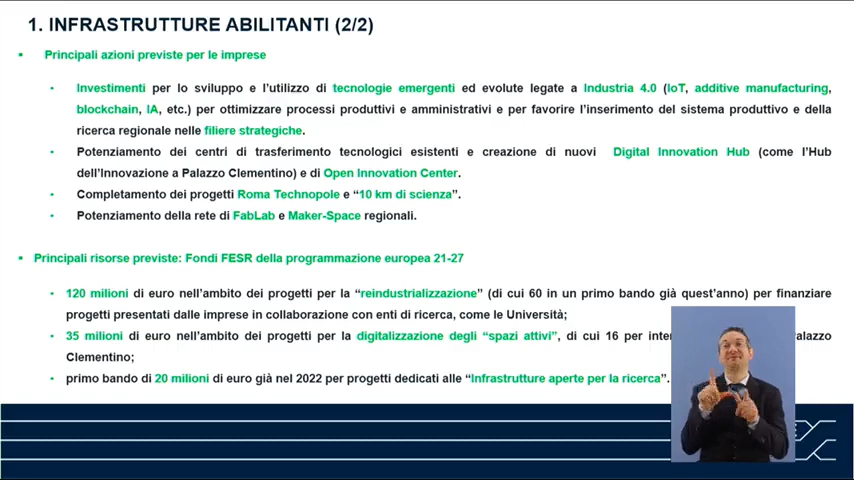 1. INFRASTRUTTURE ABILITANTI (2/2)
▪ Principali azioni previste per le imprese
• Investimenti per lo sviluppo e l'utilizzo di tecnologie emergenti ed evolute legate a Industria 4.0 (IoT, additive manufacturing,
blockchain, IA, etc.) per ottimizzare processi produttivi e amministrativi e per favorire l'inserimento del sistema produttivo e della
ricerca regionale nelle filiere strategiche.
• Potenziamento dei centri di trasferimento tecnologici esistenti e creazione di nuovi Digital Innovation Hub (come l'Hub
dell'Innovazione a Palazzo Clementino) e di Open Innovation Center.
• Completamento dei progetti Roma Technopole e “10 km di scienza”.
• Potenziamento della rete di FabLab e Maker-Space regionali.
▪ Principali risorse previste: Fondi FESR della programmazione europea 21-27
• 120 milioni di euro nell'ambito dei progetti per la “reindustrializzazione” (di cui 60 in un primo bando già quest'anno) per finanziare
progetti presentati dalle imprese in collaborazione con enti di ricerca, come le Università;
• 35 milioni di euro nell'ambito dei progetti per la digitalizzazione degli “spazi attivi”, di cui 16 per
Clementino;
• primo bando di 20 milioni di euro già nel 2022 per progetti dedicati alle “Infrastrutture aperte per la ricerca”.